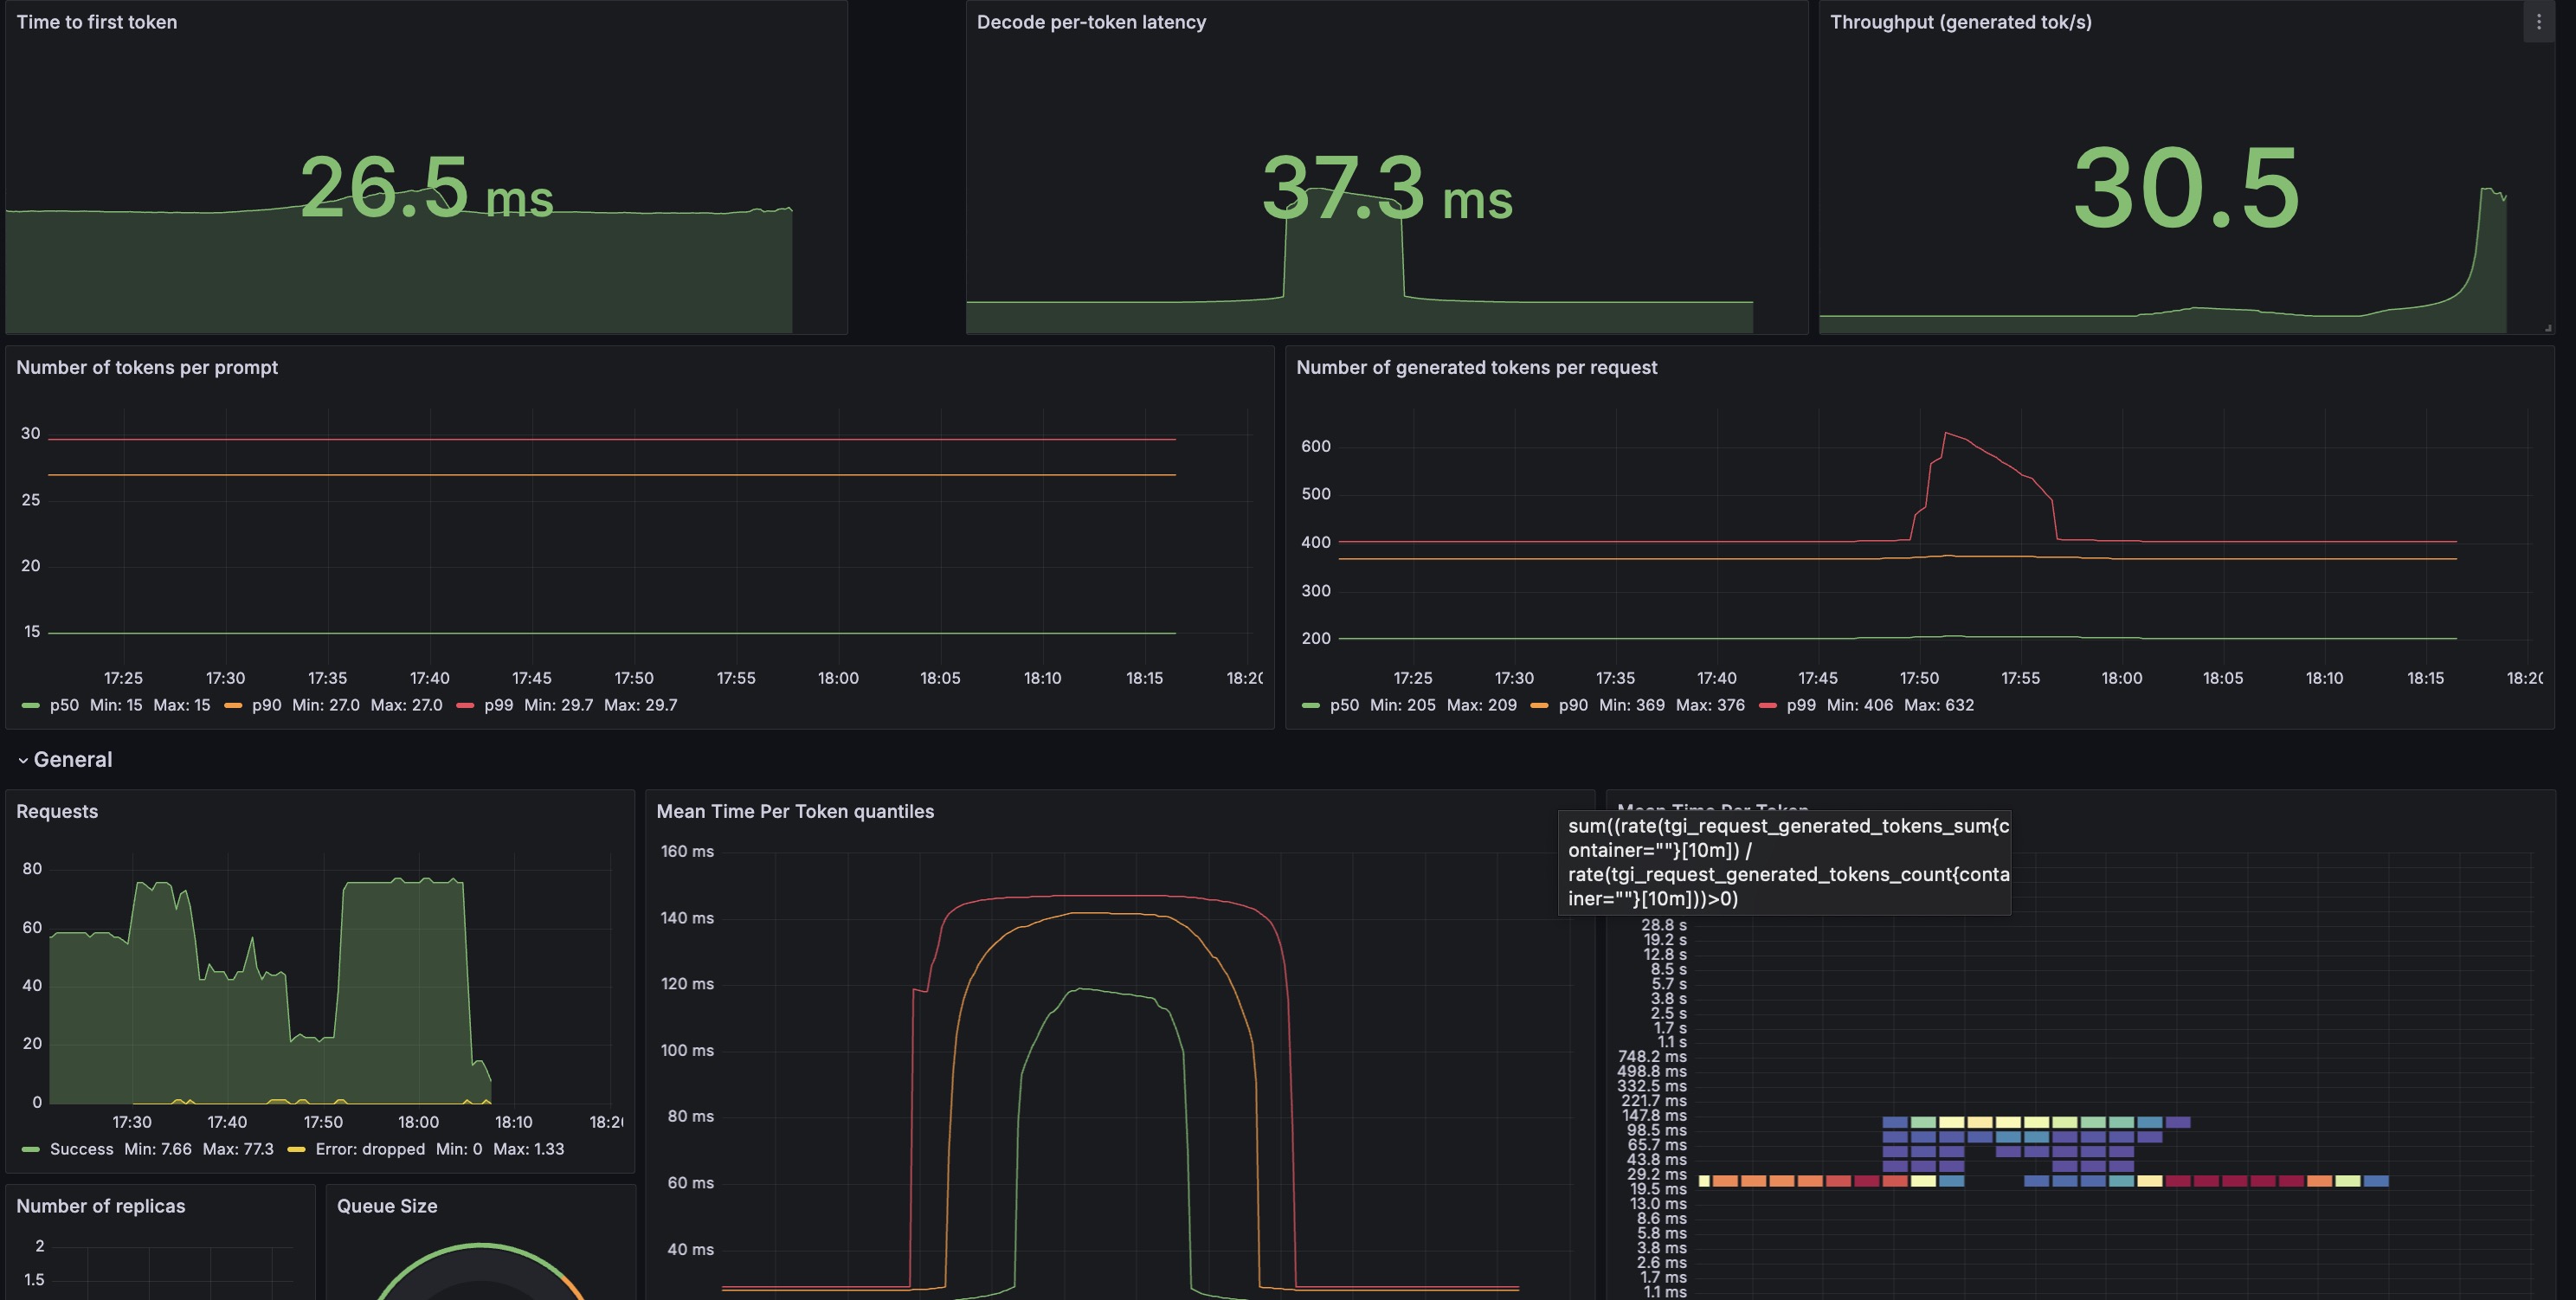 Time to first token
26.5 ms
Decode per-token latency
37.3 ms
Throughput (generated tok/s)
30.5
Number of tokens per prompt
30
25
20
15
17:25 17:30 17:35 17:40 17:45 17:50 17:55 18:00 18:05 18:10 18:15 18:20
p50 Min: 15 Max: 15 p90 Min: 27.0 Max: 27.0 p99 Min: 29.7 Max: 29.7
Number of generated tokens per request
600
500
400
300
200
17:25 17:30 17:35 17:40 17:45 17:50 17:55 18:00 18:05 18:10 18:15 18:20
p50 Min: 205 Max: 209 p90 Min: 369 Max: 376 p99 Min: 406 Max: 632
General
Requests
80
60
40
20
0
17:30 17:40 17:50 18:00 18:10 18:20
Success Min: 7.66 Max: 77.3 Error: dropped Min: 0 Max: 1.33
Number of replicas
2
1.5
Queue Size
Mean Time Per Token quantiles
160 ms
140 ms
120 ms
100 ms
80 ms
60 ms
40 ms
Mean Time Per Token
sum((rate(tgi_request_generated_tokens_sum{c
ontainer=""}[10m]) /
rate(tgi_request_generated_tokens_count{conta
iner=""}[10m]))>0)
28.8 s
19.2 s
12.8 s
8.5 s
5.7 s
3.8 s
2.5 s
1.7 s
1.1 s
748.2 ms
498.8 ms
332.5 ms
221.7 ms
147.8 ms
98.5 ms
65.7 ms
43.8 ms
29.2 ms
19.5 ms
13.0 ms
8.6 ms
5.8 ms
3.8 ms
2.6 ms
1.7 ms
1.1 ms